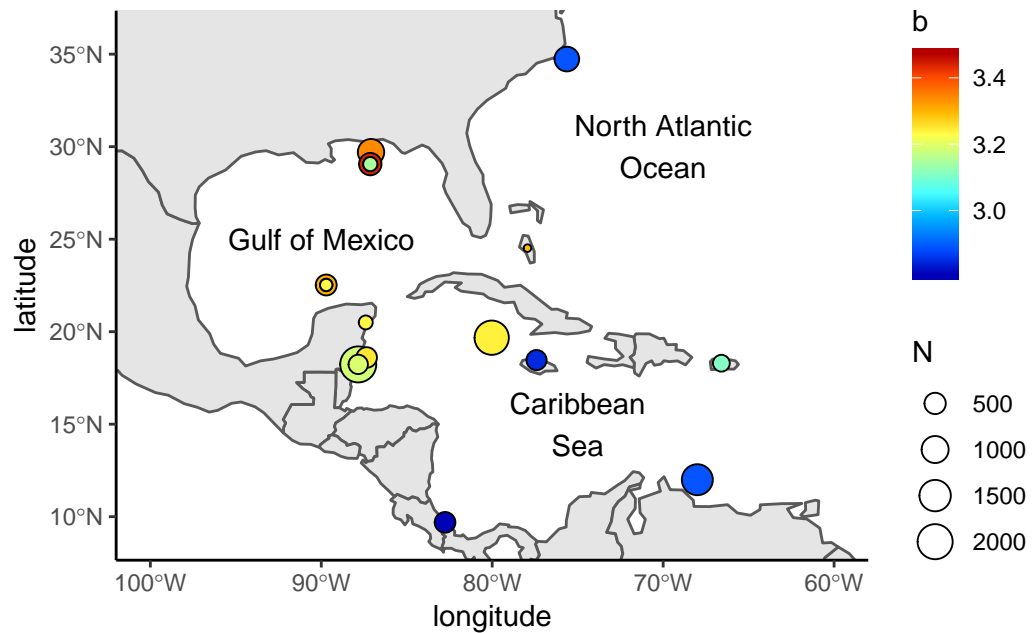 b
35°N
3.4
North Atlantic
Ocean
30°N
3.2
3.0
Gulf of Mexico
25°N
latitude
20°N
N
500
Caribbean
Sea
15°N
1000
1500
10°N
2000
100°W
90°W
80°W
70°W
60°W
longitude